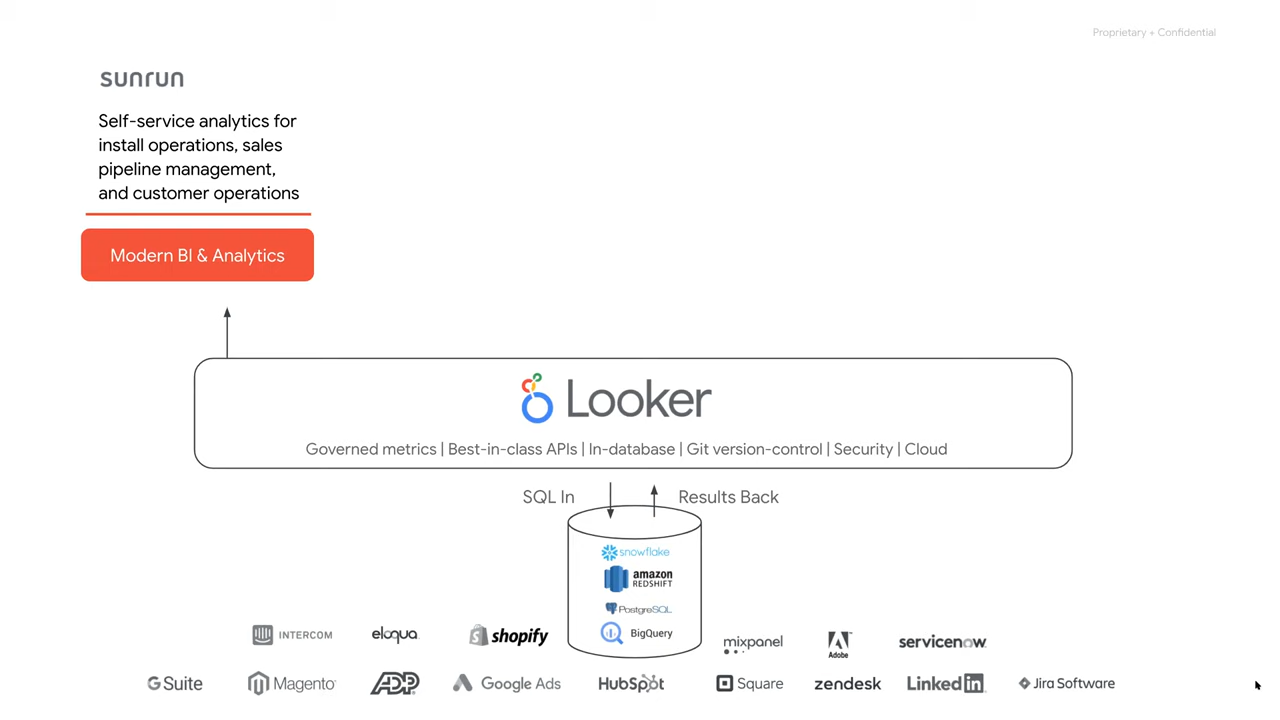 Proprietary + Confidential
sunrun
Self-service analytics for
install operations, sales
pipeline management,
and customer operations
Modern BI & Analytics
Looker
Governed metrics | Best-in-class APIs | In-database | Git version-control | Security | Cloud
SQL In
Results Back
snowflake
amazon
REDSHIFT
PostgreSQL
BigQuery
INTERCOM
eloqua
shopify
mixpanel
Adobe
servicenow
G Suite
Magento
ADP
Google Ads
HubSpot
Square
zendesk
LinkedIn
Jira Software